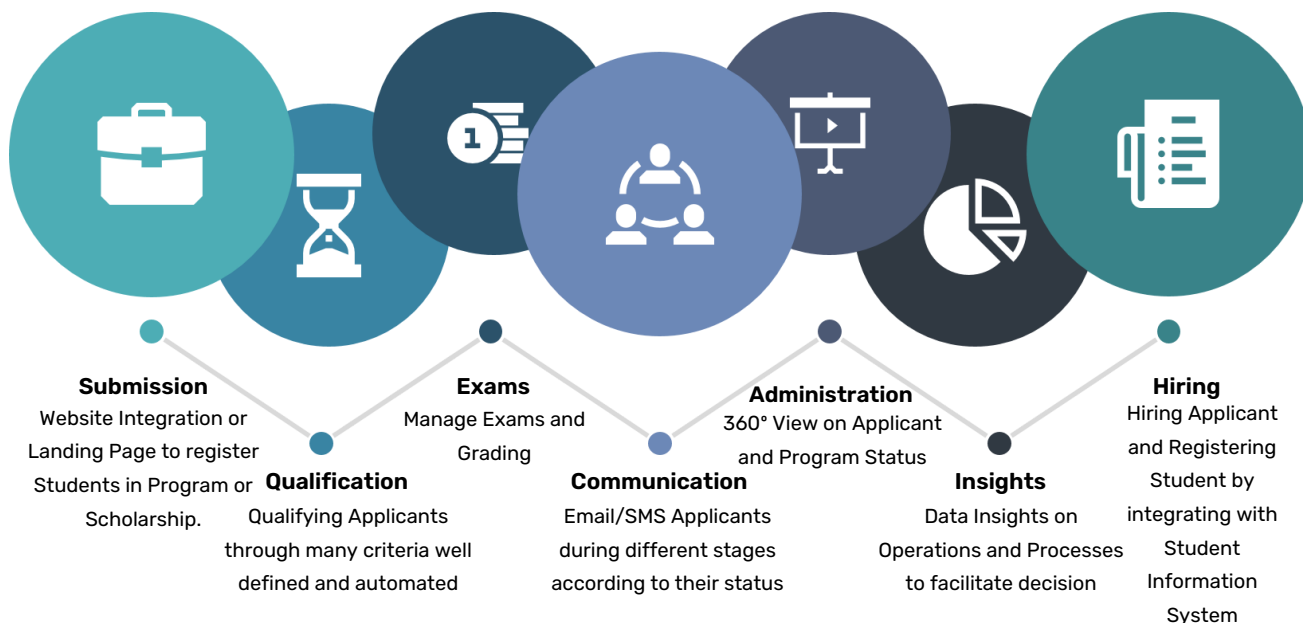 1
Submission
Website Integration or
Landing Page to register
Students in Program or
Scholarship.
Qualification
Qualifying Applicants
through many criteria well
defined and automated
Exams
Manage Exams and
Grading
Communication
Email/SMS Applicants
during different stages
according to their status
Administration
360º View on Applicant
and Program Status
Insights
Data Insights on
Operations and Processes
to facilitate decision
Hiring
Hiring Applicant
and Registering
Student by
integrating with
Student
Information
System